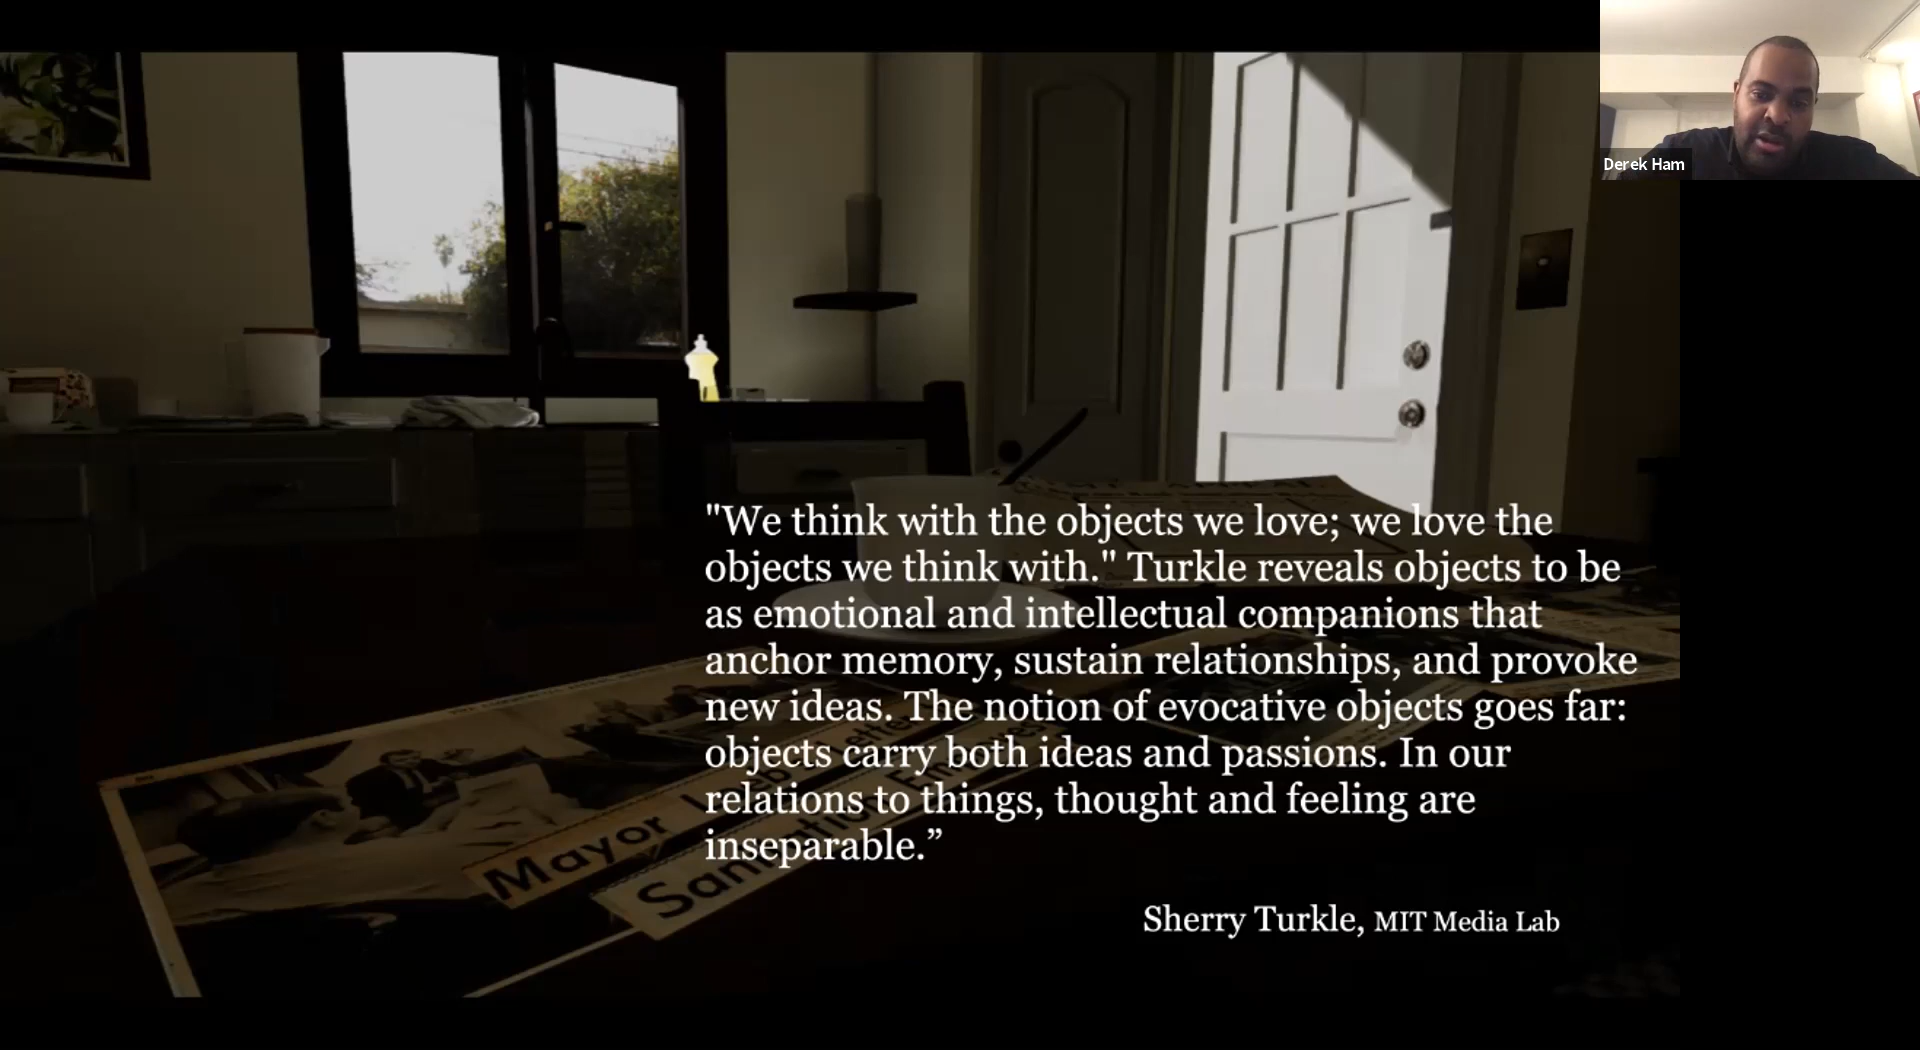 Derek Ham
"We think with the objects we love; we love the
objects we think with." Turkle reveals objects to be
as emotional and intellectual companions that
anchor memory, sustain relationships, and provoke
new ideas. The notion of evocative objects goes far:
objects carry both ideas and passions. In our
relations to things, thought and feeling are
inseparable.”
Sherry Turkle, MIT Media Lab
Mayor